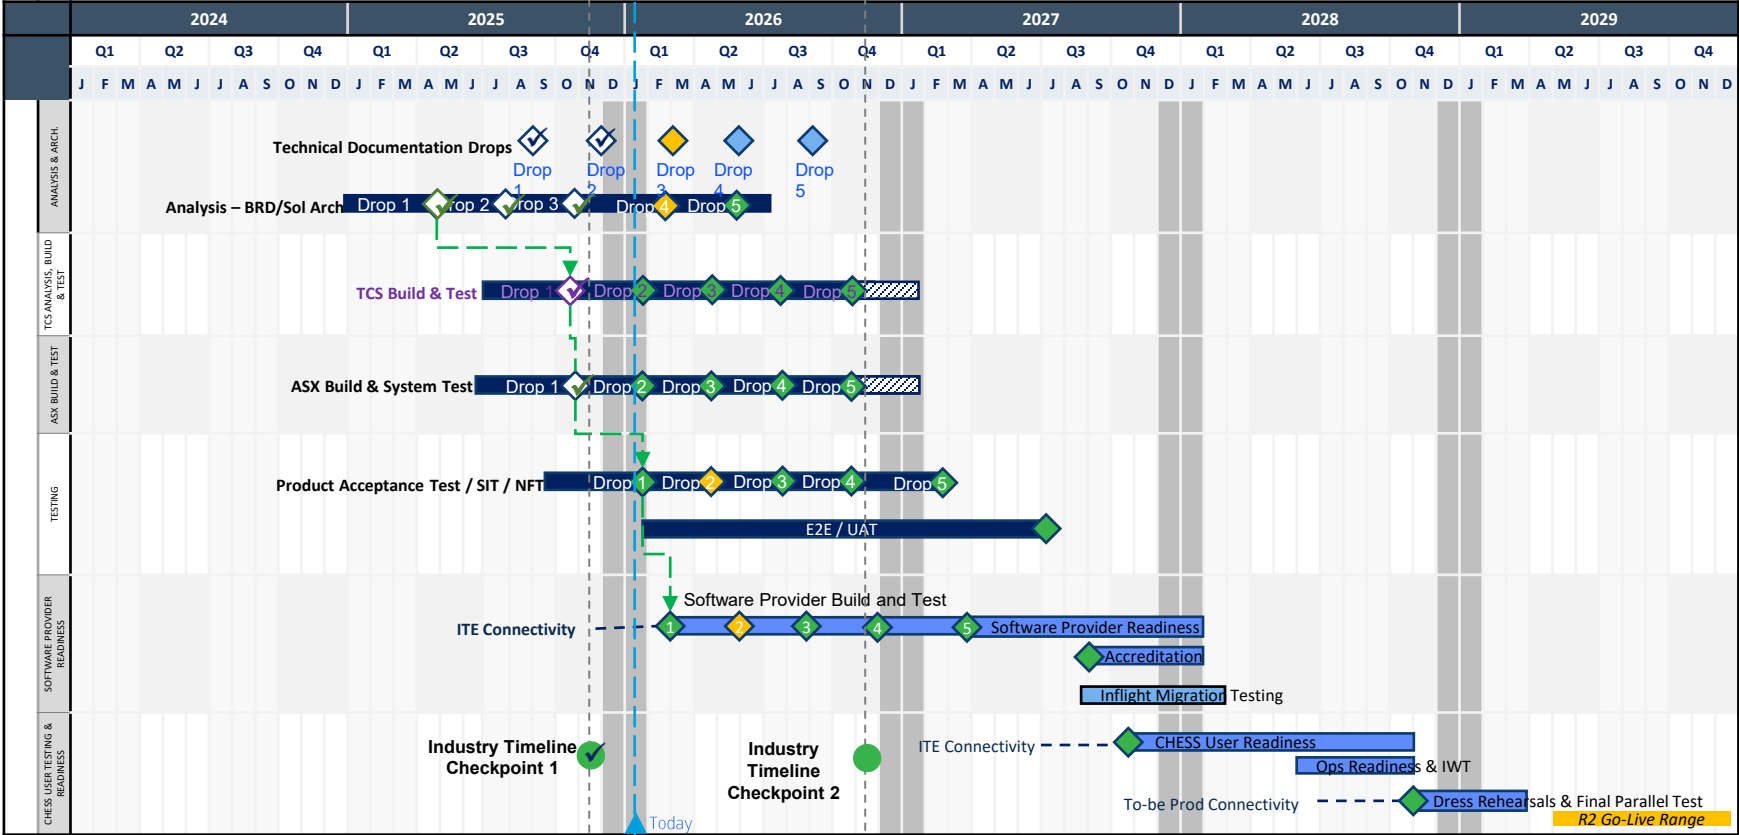 2024 2025 2026 2027 2028 2029
Q1 Q2 Q3 Q4 Q1 Q2 Q3 Q4 Q1 Q2 Q3 Q4 Q1 Q2 Q3 Q4 Q1 Q2 Q3 Q4 Q1 Q2 Q3 Q4
J F M A M J J A S O N D J F M A M J J A S O N D J F M A M J J A S O N D J F M A M J J A S O N D J F M A M J J A S O N D J F M A M J J A S O N D
ANALYSIS & ARCH.
Technical Documentation Drops
Drop 1
Drop 2
Drop 3
Drop 4
Drop 5
Analysis – BRD/Sol Arch
Drop 1 rop 2 rop 3 Drop 4 Drop 5
TCS ANALYSIS, BUILD
& TEST
TCS Build & Test
Drop 1 Drop 2 Drop 3 Drop 4 Drop 5
ASX BUILD & TEST
ASX Build & System Test
Drop 1 Drop 2 Drop 3 Drop 4 Drop 5
TESTING
Product Acceptance Test / SIT / NFT
Drop 1 Drop 2 Drop 3 Drop 4 Drop 5
E2E / UAT
SOFTWARE PROVIDER
READINESS
Software Provider Build and Test
ITE Connectivity
1 2 3 4 5 Software Provider Readiness
Accreditation
Inflight Migration Testing
CHESS USER TESTING &
READINESS
Industry Timeline
Checkpoint 1
Industry
Timeline
Checkpoint 2
ITE Connectivity
CHESS User Readiness
Ops Readiness & IWT
To-be Prod Connectivity
Dress Rehearsals & Final Parallel Test
R2 Go-Live Range
Today